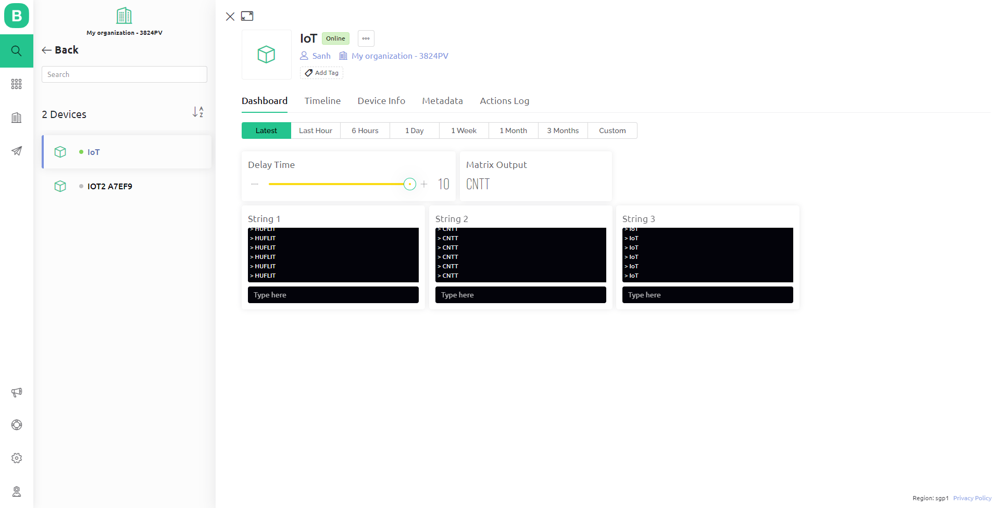 B
My organization - 3824PV
Back
Search
2 Devices
A
Z
IoT
IOT2 A7EF9
IoT
Online
Sanh
My organization - 3824PV
Add Tag
Dashboard
Timeline
Device Info
Metadata
Actions Log
Latest
Last Hour
6 Hours
1 Day
1 Week
1 Month
3 Months
Custom
Delay Time
10
Matrix Output
CNTT
String 1
> HUFLIT
> HUFLIT
> HUFLIT
> HUFLIT
> HUFLIT
> HUFLIT
Type here
String 2
> CNTT
> CNTT
> CNTT
> CNTT
> CNTT
> CNTT
Type here
String 3
> IoT
> IoT
> IoT
> IoT
> IoT
> IoT
Type here
Region: sgp1 Privacy Policy